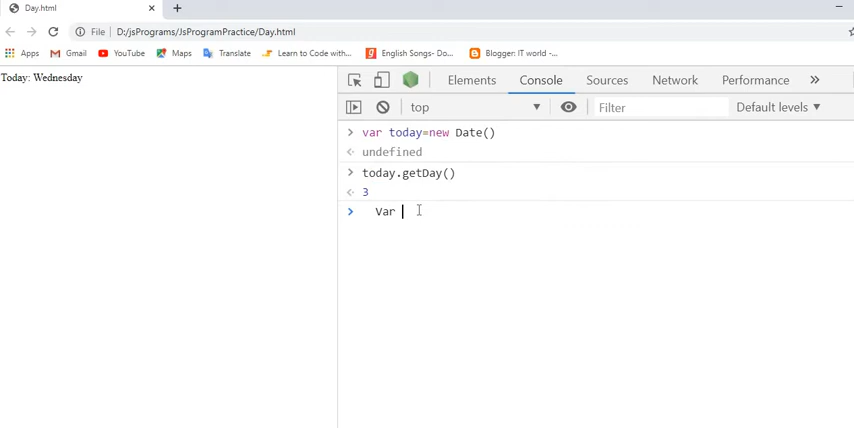 Day.html
File D:/jsPrograms/JsProgramPractice/Day.html
Apps Gmail YouTube Maps Translate Learn to Code with... English Songs- Do... Blogger: IT world -...
Today: Wednesday
Elements Console Sources Network Performance
top Filter Default levels
var today=new Date()
undefined
today.getDay()
3
Var